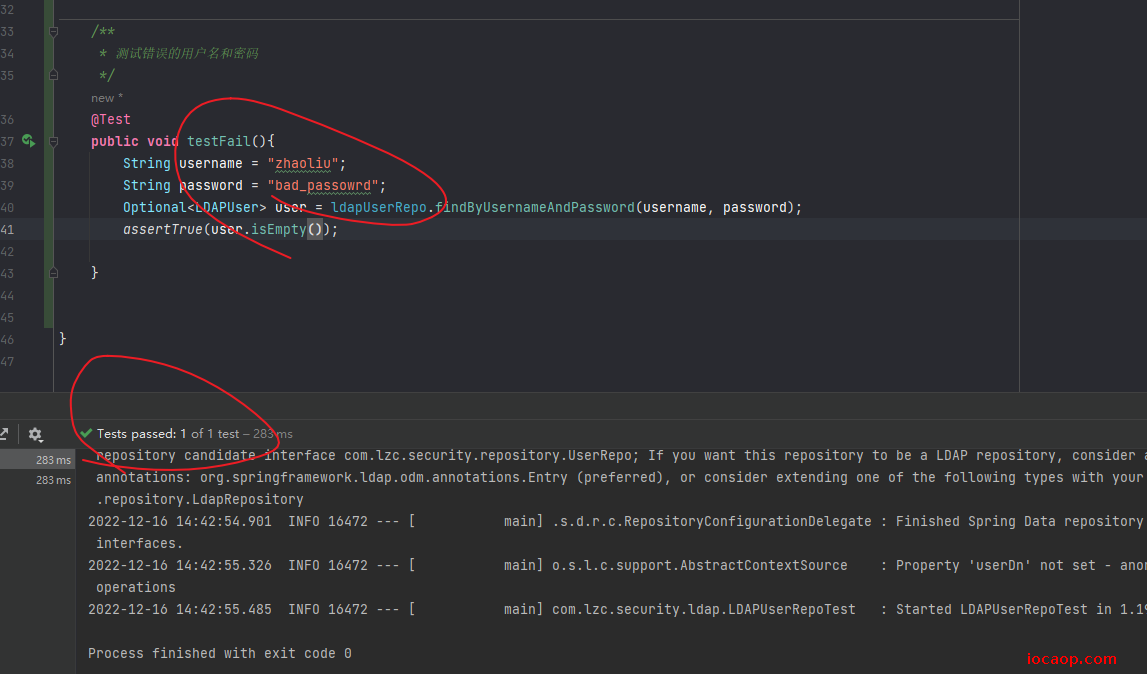 32
33 /**
34 * 测试错误的用户名和密码
35 */
new *
36 @Test
37 public void testFail(){
38 String username = "zhaoliu";
39 String password = "bad_passowrd";
40 Optional<LDAPUser> user = ldapUserRepo.findByUsernameAndPassword(username, password);
41 assertTrue(user.isEmpty());
42
43 }
44
45
46 }
47
Tests passed: 1 of 1 test – 283 ms
283 ms
283 ms
repository candidate interface com.lzc.security.repository.UserRepo; If you want this repository to be a LDAP repository, consider
annotations: org.springframework.ldap.odm.annotations.Entry (preferred), or consider extending one of the following types with your
.repository.LdapRepository
2022-12-16 14:42:54.901 INFO 16472 --- [ main] .s.d.r.c.RepositoryConfigurationDelegate : Finished Spring Data repository
interfaces.
2022-12-16 14:42:55.326 INFO 16472 --- [ main] o.s.l.c.support.AbstractContextSource : Property 'userDn' not set - ano
operations
2022-12-16 14:42:55.485 INFO 16472 --- [ main] com.lzc.security.ldap.LDAPUserRepoTest : Started LDAPUserRepoTest in 1.1
Process finished with exit code 0
iocaop.com